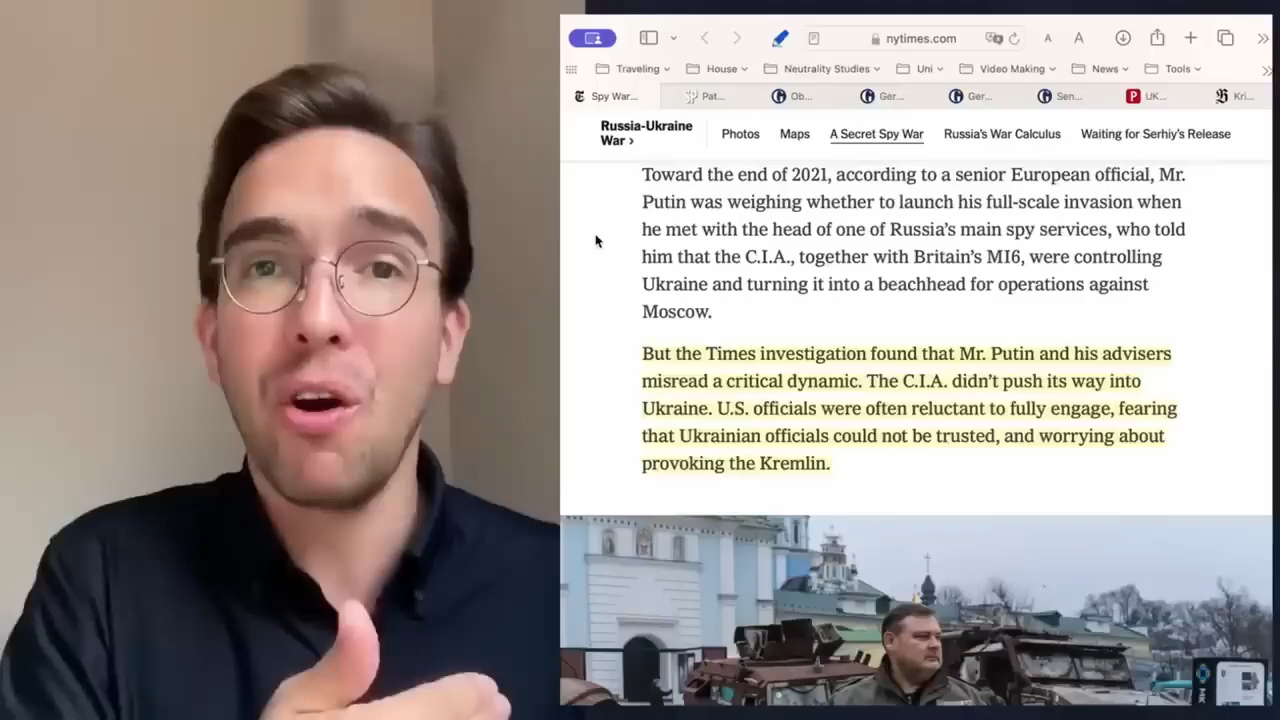 nytimes.com
A A
Traveling House Neutrality Studies Uni Video Making News Tools
Spy War... Pat... Ob... Ger... Ger... Sen... UK... Kri...
Russia-Ukraine
War ›
Photos Maps A Secret Spy War Russia's War Calculus Waiting for Serhiy's Release
Toward the end of 2021, according to a senior European official, Mr.
Putin was weighing whether to launch his full-scale invasion when
he met with the head of one of Russia's main spy services, who told
him that the C.I.A., together with Britain's MI6, were controlling
Ukraine and turning it into a beachhead for operations against
Moscow.
But the Times investigation found that Mr. Putin and his advisers
misread a critical dynamic. The C.I.A. didn't push its way into
Ukraine. U.S. officials were often reluctant to fully engage, fearing
that Ukrainian officials could not be trusted, and worrying about
provoking the Kremlin.